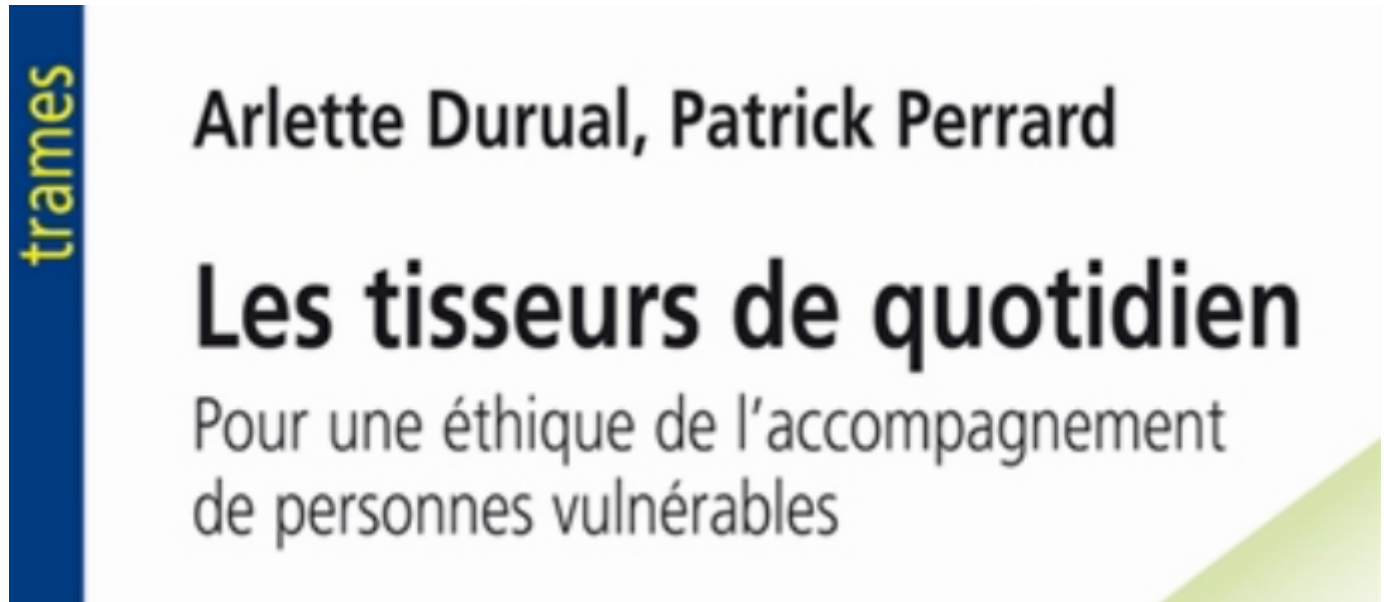 trames
Arlette Durual, Patrick Perrard
Les tisseurs de quotidien
Pour une éthique de l'accompagnement
de personnes vulnérables